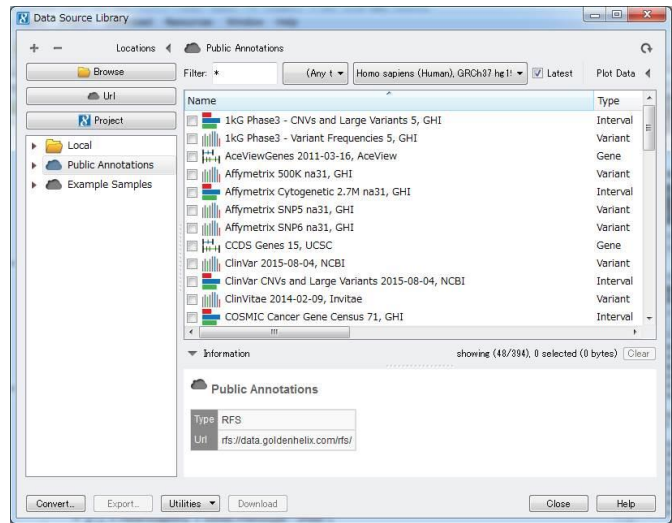 Data Source Library
Locations
Public Annotations
Browse
Filter: *
(Any t
Homo sapiens (Human), GRCh37 hg1
Latest
Plot Data
Url
Project
Name
Type
Local
Public Annotations
Example Samples
1kG Phase3 - CNVs and Large Variants 5, GHI Interval
1kG Phase3 - Variant Frequencies 5, GHI Variant
AceViewGenes 2011-03-16, AceView Gene
Affymetrix 500K na31, GHI Variant
Affymetrix Cytogenetic 2.7M na31, GHI Interval
Affymetrix SNP5 na31, GHI Variant
Affymetrix SNP6 na31, GHI Variant
CCDS Genes 15, UCSC Gene
ClinVar 2015-08-04, NCBI Variant
ClinVar CNVs and Large Variants 2015-08-04, NCBI Interval
ClinVitae 2014-02-09, Invitae Variant
COSMIC Cancer Gene Census 71, GHI Interval
Information
showing (48/394), 0 selected (0 bytes)
Clear
Public Annotations
Type RFS
Url rfs://data.goldenhelix.com/rfs/
Convert...
Export...
Utilities
Download
Close
Help